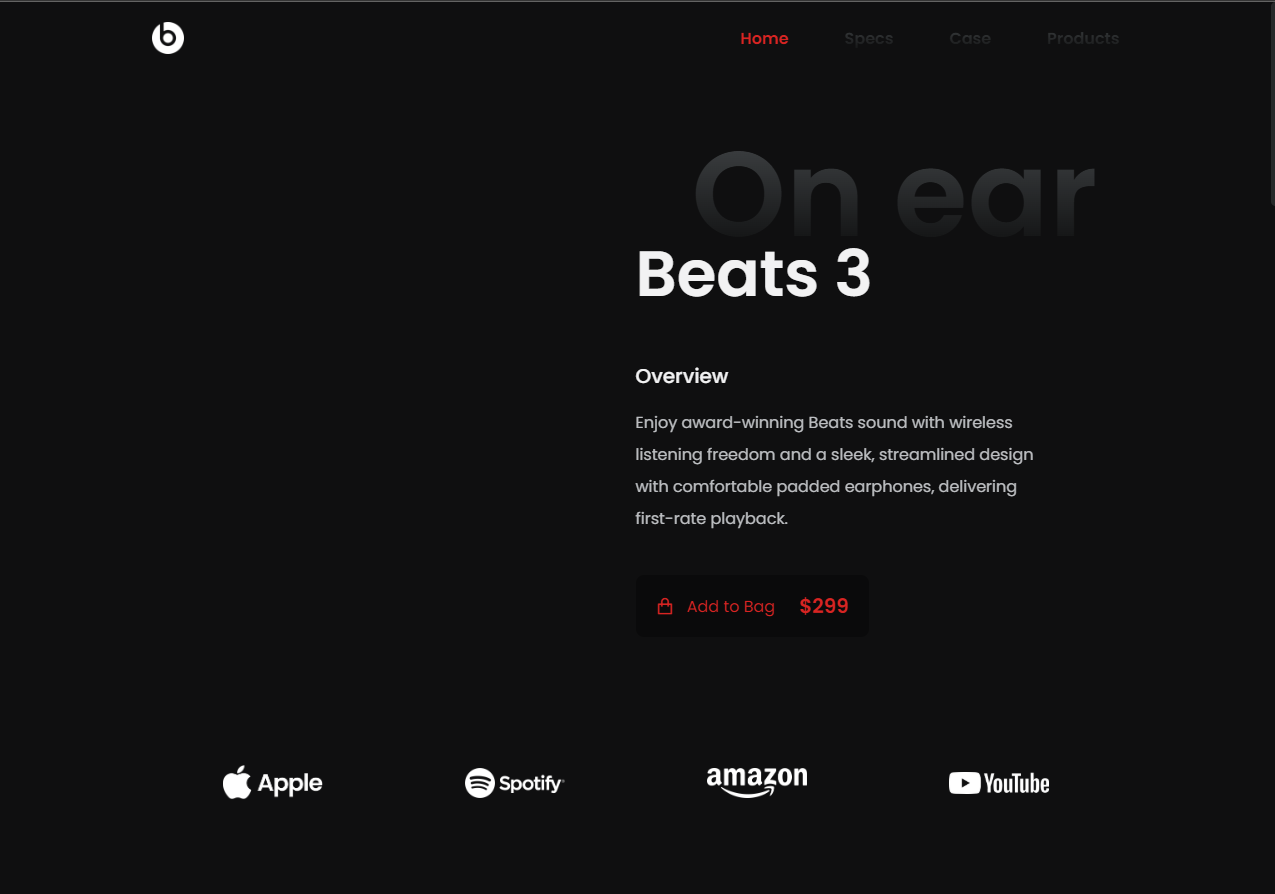 Home Specs Case Products
On ear
Beats 3
Overview
Enjoy award-winning Beats sound with wireless
listening freedom and a sleek, streamlined design
with comfortable padded earphones, delivering
first-rate playback.
Add to Bag $299
Apple Spotify amazon YouTube